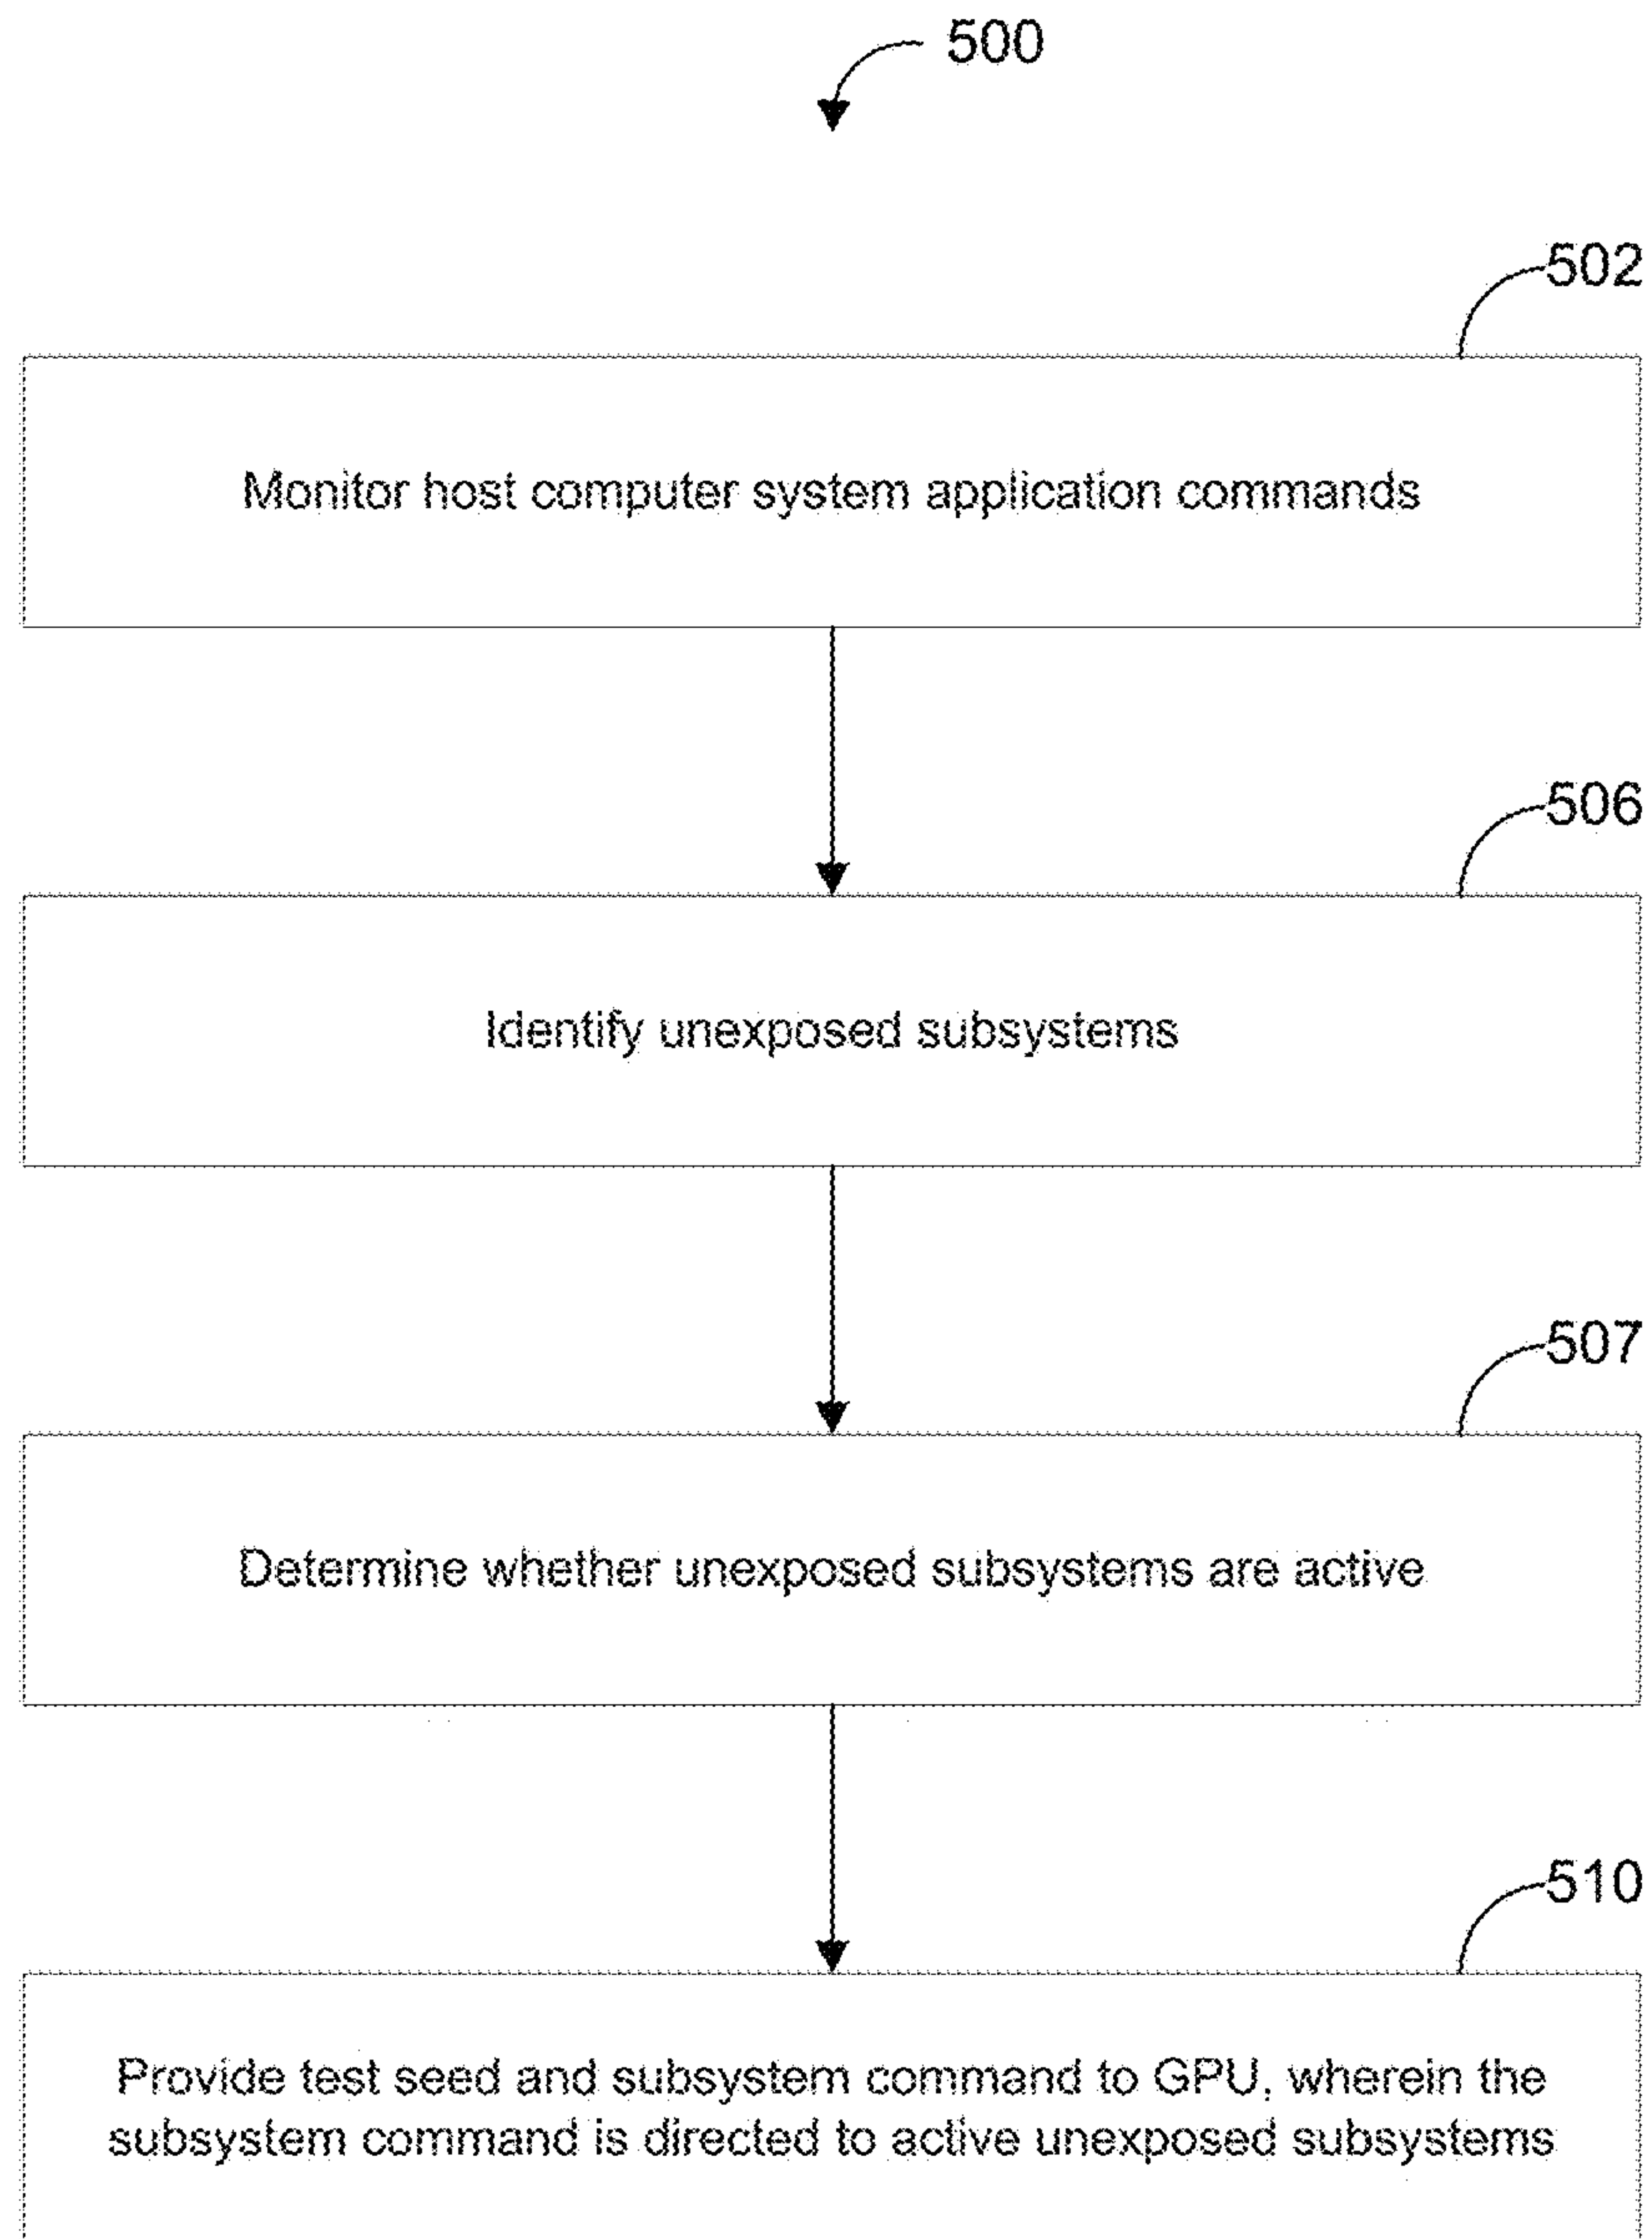 500
502
Monitor host computer system application commands
506
Identify unexposed subsystems
507
Determine whether unexposed subsystems are active
510
Provide test seed and subsystem command to GPU, wherein the
subsystem command is directed to active unexposed subsystems